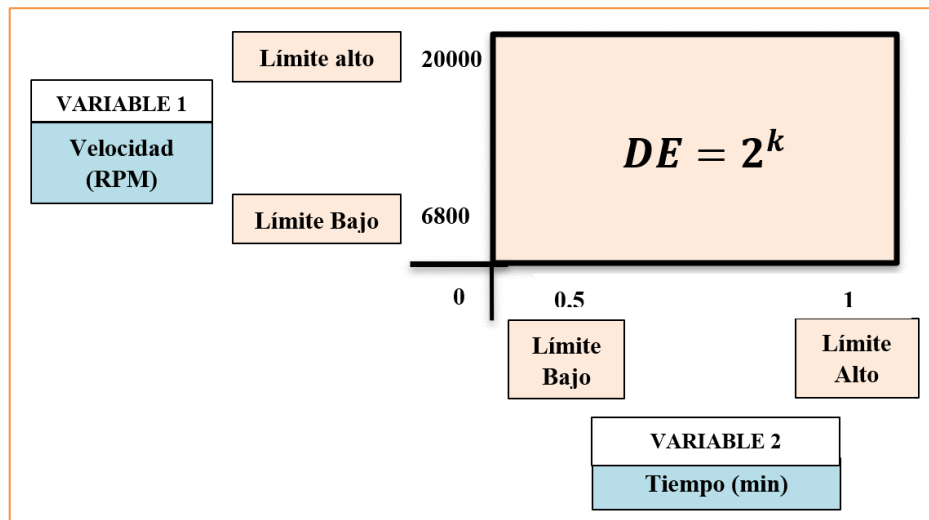 Límite alto
20000
VARIABLE 1
Velocidad
(RPM)
DE = 2^k
Límite Bajo
6800
0
0.5
1
Límite
Bajo
Límite
Alto
VARIABLE 2
Tiempo (min)